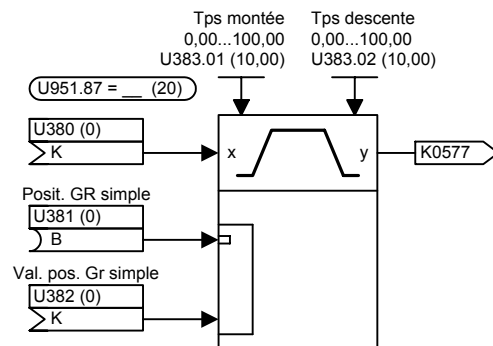 Tps montée
0,00...100,00
U383.01 (10,00)
Tps descente
0,00...100,00
U383.02 (10,00)
U951.87 = __ (20)
U380 (0)
K
x
y
K0577
Posit. GR simple
U381 (0)
B
Val. pos. Gr simple
U382 (0)
K